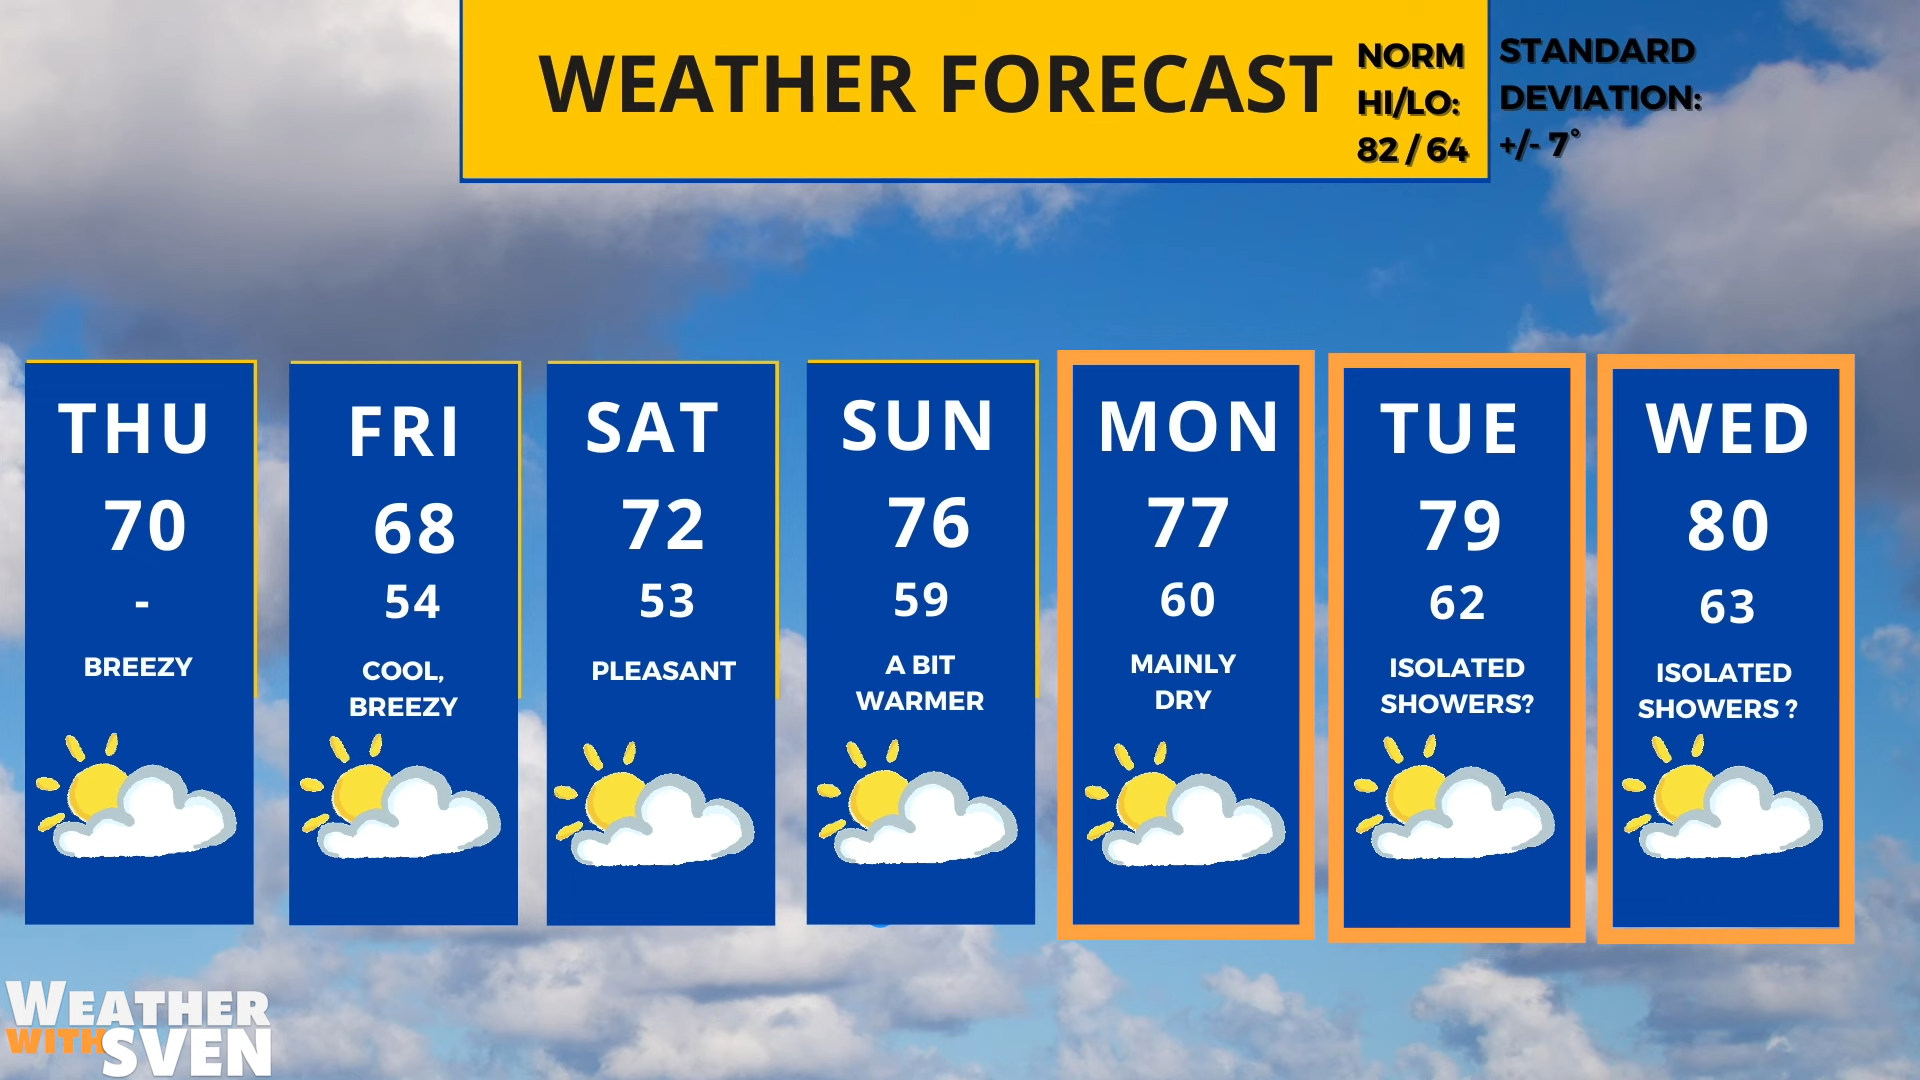 WEATHER FORECAST
NORM
HI/LO:
82 / 64
STANDARD
DEVIATION:
+/- 7°
THU
70
-
BREEZY
FRI
68
54
COOL,
BREEZY
SAT
72
53
PLEASANT
SUN
76
59
A BIT
WARMER
MON
77
60
MAINLY
DRY
TUE
79
62
ISOLATED
SHOWERS?
WED
80
63
ISOLATED
SHOWERS ?
WEATHER
WITH SVEN